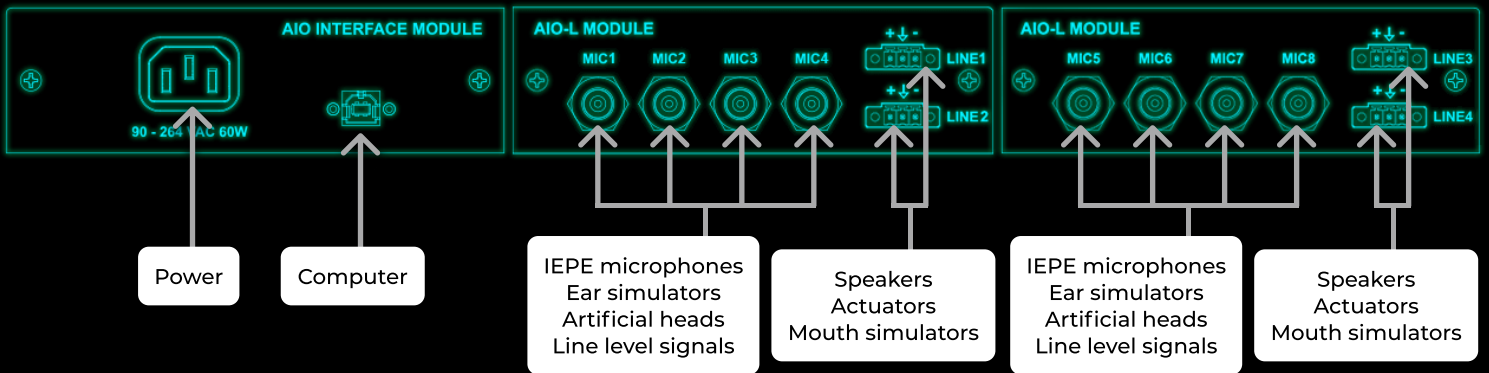 AIO INTERFACE MODULE
90 - 264 VAC 60W
AIO-L MODULE
MIC1 MIC2 MIC3 MIC4
+ - LINE1
+ - LINE2
AIO-L MODULE
MIC5 MIC6 MIC7 MIC8
+ - LINE3
+ - LINE4
Power
Computer
IEPE microphones
Ear simulators
Artificial heads
Line level signals
Speakers
Actuators
Mouth simulators
IEPE microphones
Ear simulators
Artificial heads
Line level signals
Speakers
Actuators
Mouth simulators